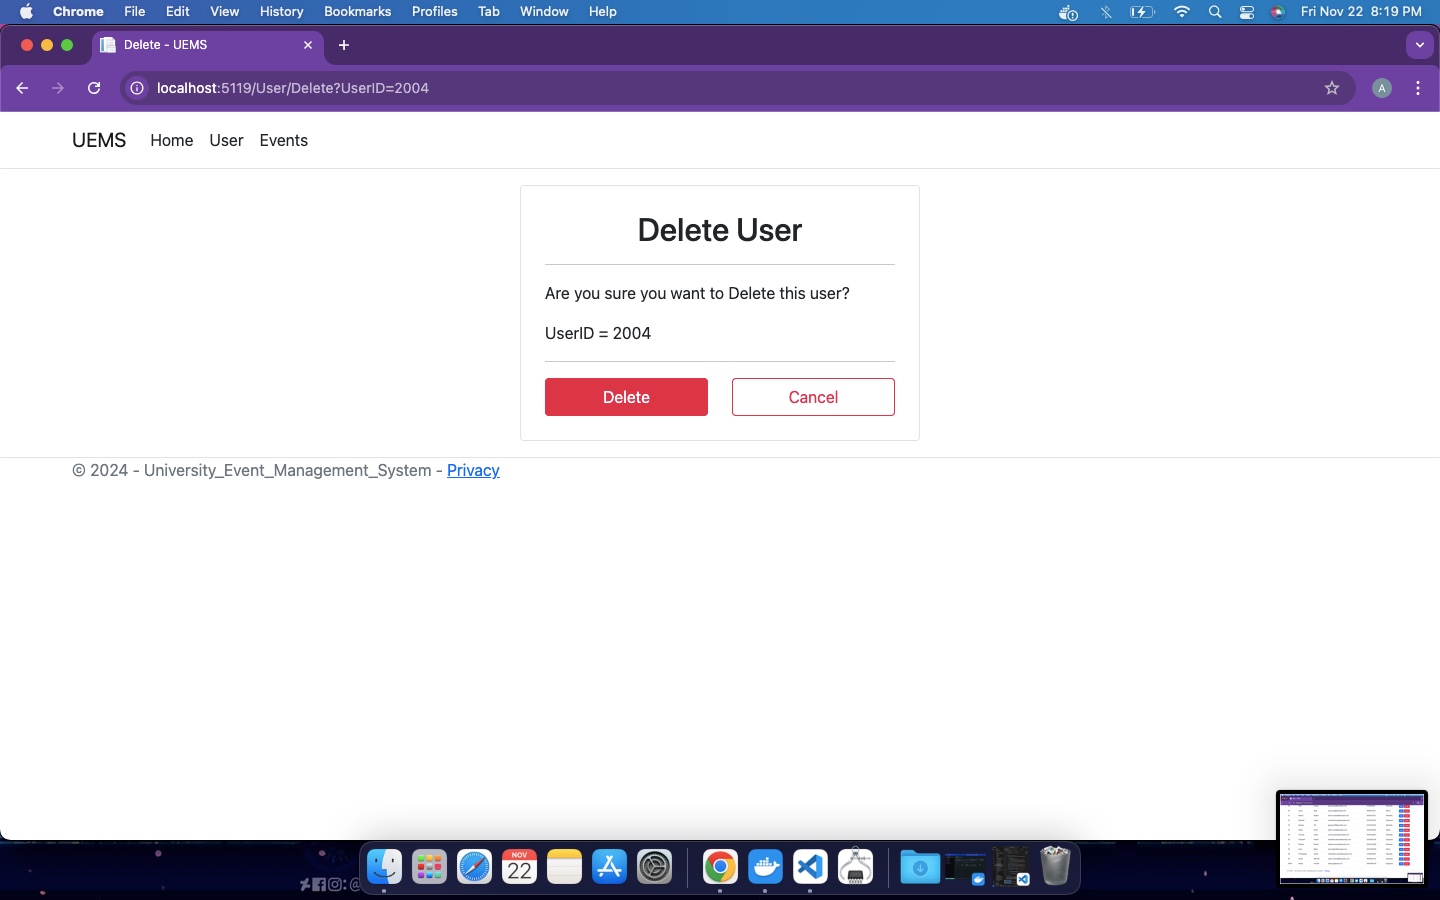 Chrome File Edit View History Bookmarks Profiles Tab Window Help Fri Nov 22 8:19 PM
Delete - UEMS
localhost:5119/User/Delete?UserID=2004 A
UEMS Home User Events
Delete User
Are you sure you want to Delete this user?
UserID = 2004
Delete Cancel
© 2024 - University_Event_Management_System - Privacy
NOV
22